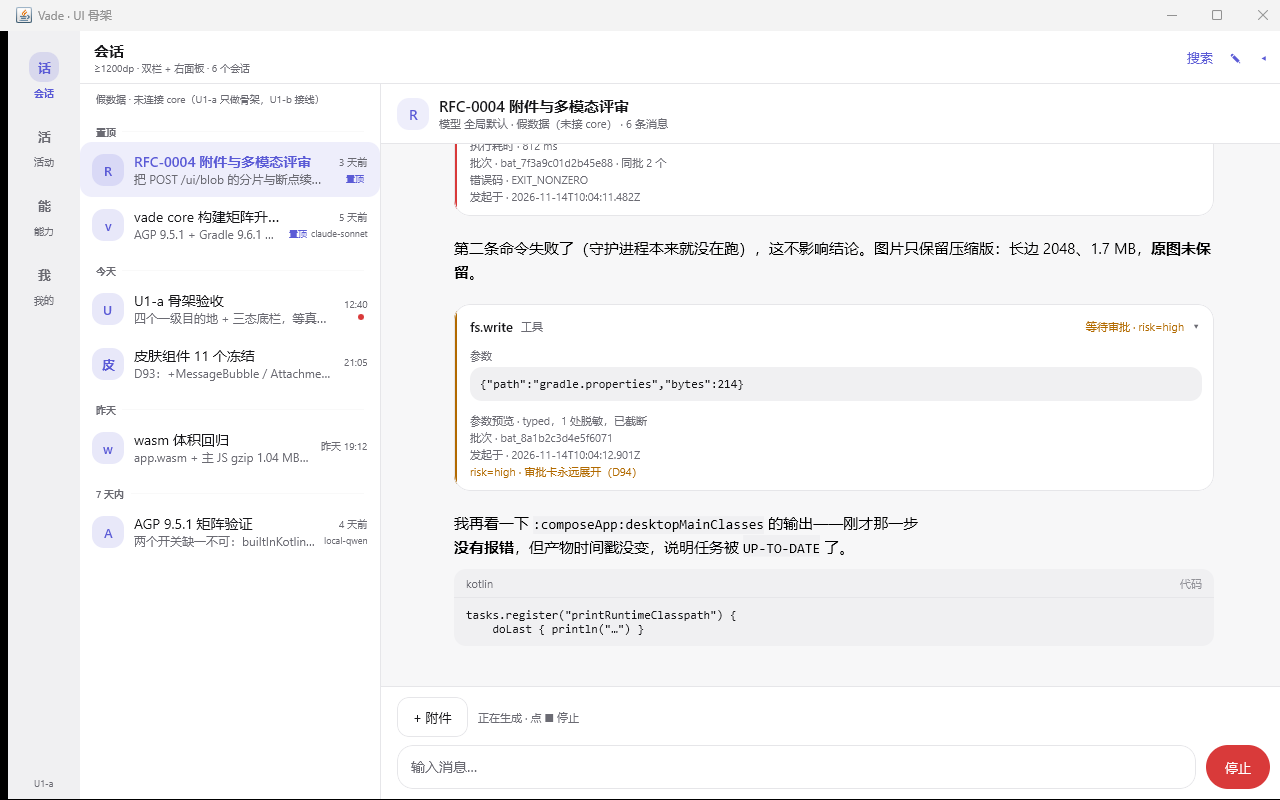 Vade · UI 骨架
话
会话
活
活动
能
能力
我
我的
U1-a
会话
≥1200dp · 双栏 + 右面板 · 6 个会话
搜索
假数据 · 未连接 core（U1-a 只做骨架，U1-b 接线）
置顶
R
RFC-0004 附件与多模态评审
3 天前
把 POST /ui/blob 的分片与断点续...
置顶
v
vade core 构建矩阵升...
5 天前
AGP 9.5.1 + Gradle 9.6.1 ...
置顶 claude-sonnet
今天
U
U1-a 骨架验收
12:40
四个一级目的地 + 三态底栏，等真...
皮
皮肤组件 11 个冻结
21:05
D93：+MessageBubble / Attachme...
昨天
w
wasm 体积回归
昨天 19:12
app.wasm + 主 JS gzip 1.04 MB...
7 天内
A
AGP 9.5.1 矩阵验证
4 天前
两个开关缺一不可：builtInKotlin...
local-qwen
R
RFC-0004 附件与多模态评审
模型 全局默认 · 假数据（未接 core） · 6 条消息
执行耗时 · 812 ms
批次 · bat_7f3a9c01d2b45e88 · 同批 2 个
错误码 · EXIT_NONZERO
发起于 · 2026-11-14T10:04:11.482Z
第二条命令失败了（守护进程本来就没在跑），这不影响结论。图片只保留压缩版：长边 2048、1.7 MB，原图未保
留。
fs.write 工具
等待审批 · risk=high ▾
参数
{"path":"gradle.properties","bytes":214}
参数预览 · typed，1 处脱敏，已截断
批次 · bat_8a1b2c3d4e5f6071
发起于 · 2026-11-14T10:04:12.901Z
risk=high · 审批卡永远展开（D94）
我再看一下 :composeApp:desktopMainClasses 的输出——刚才那一步
没有报错，但产物时间戳没变，说明任务被 UP-TO-DATE 了。
kotlin
代码
tasks.register("printRuntimeClasspath") {
    doLast { println("…") }
+ 附件
正在生成 · 点 ■ 停止
输入消息...
停止